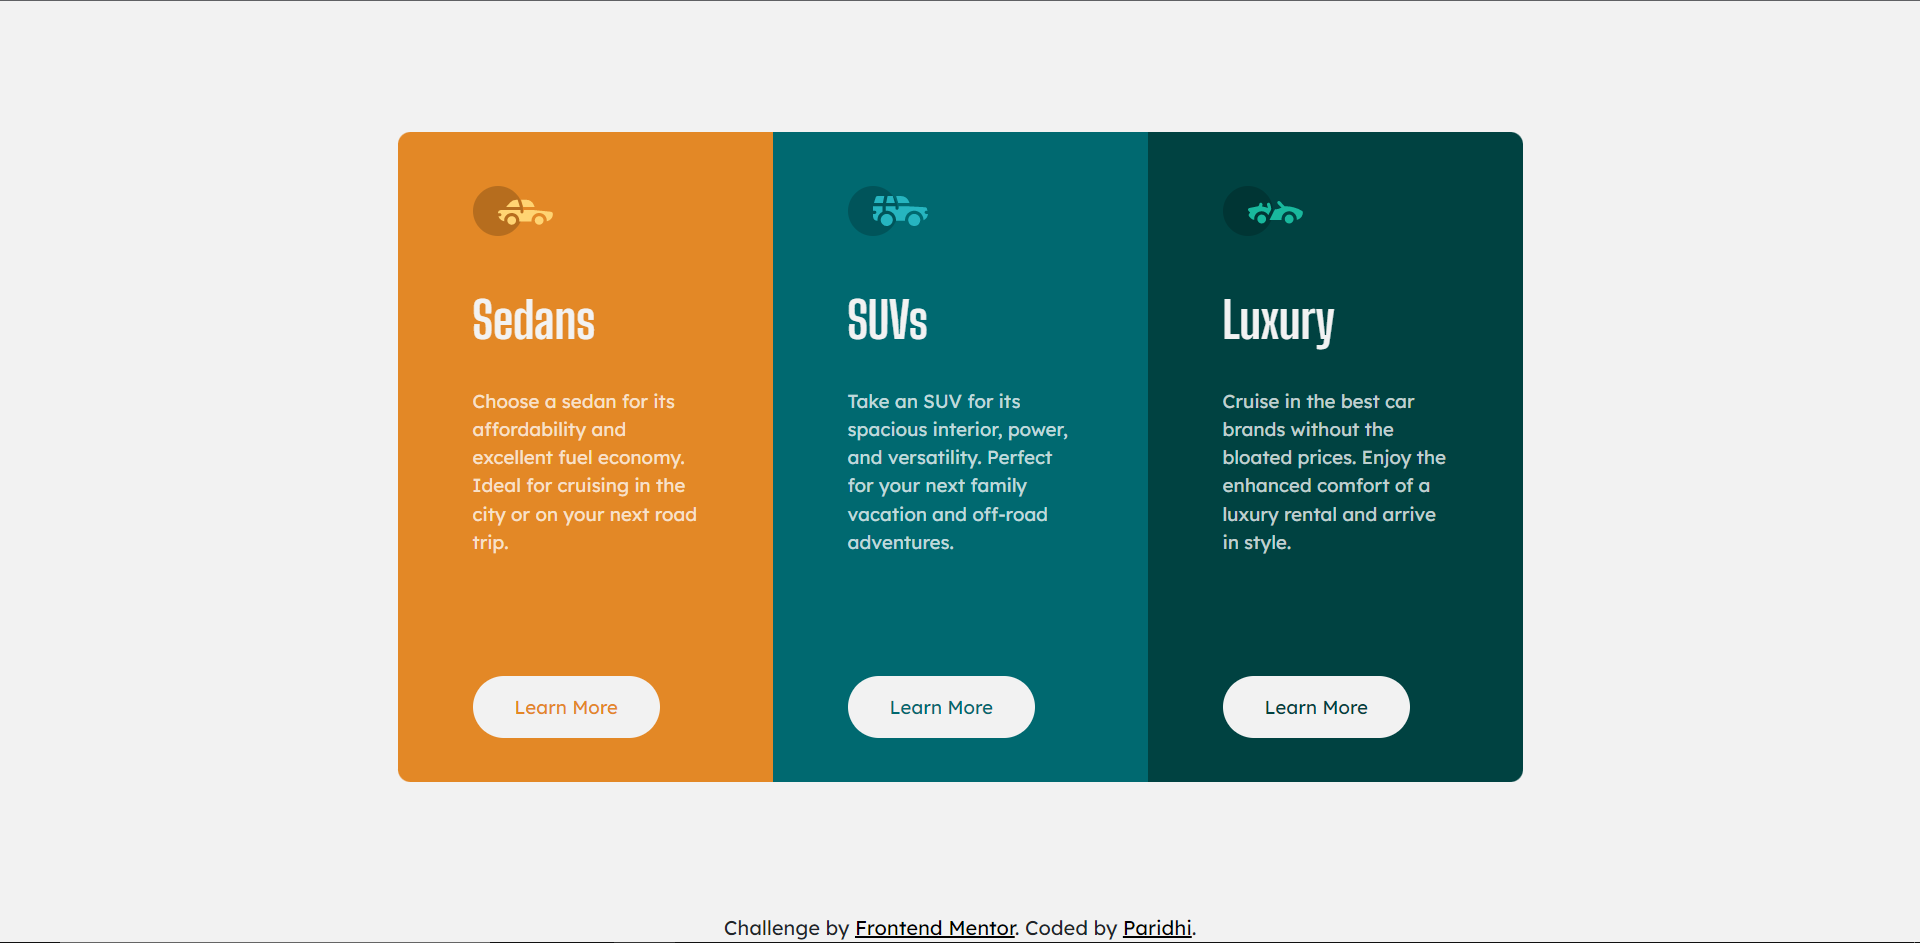 Sedans
Choose a sedan for its
affordability and
excellent fuel economy.
Ideal for cruising in the
city or on your next road
trip.
Learn More
SUVs
Take an SUV for its
spacious interior, power,
and versatility. Perfect
for your next family
vacation and off-road
adventures.
Learn More
Luxury
Cruise in the best car
brands without the
bloated prices. Enjoy the
enhanced comfort of a
luxury rental and arrive
in style.
Learn More
Challenge by Frontend Mentor. Coded by Paridhi.